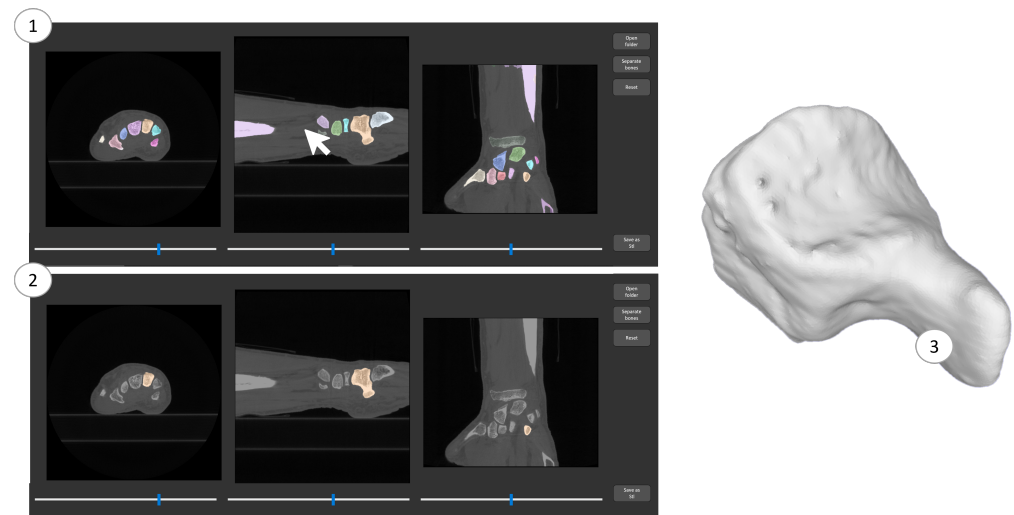 1
Open
folder
Separate
bones
Reset
Save as
Stl
2
Open
folder
Separate
bones
Reset
Save as
Stl
3